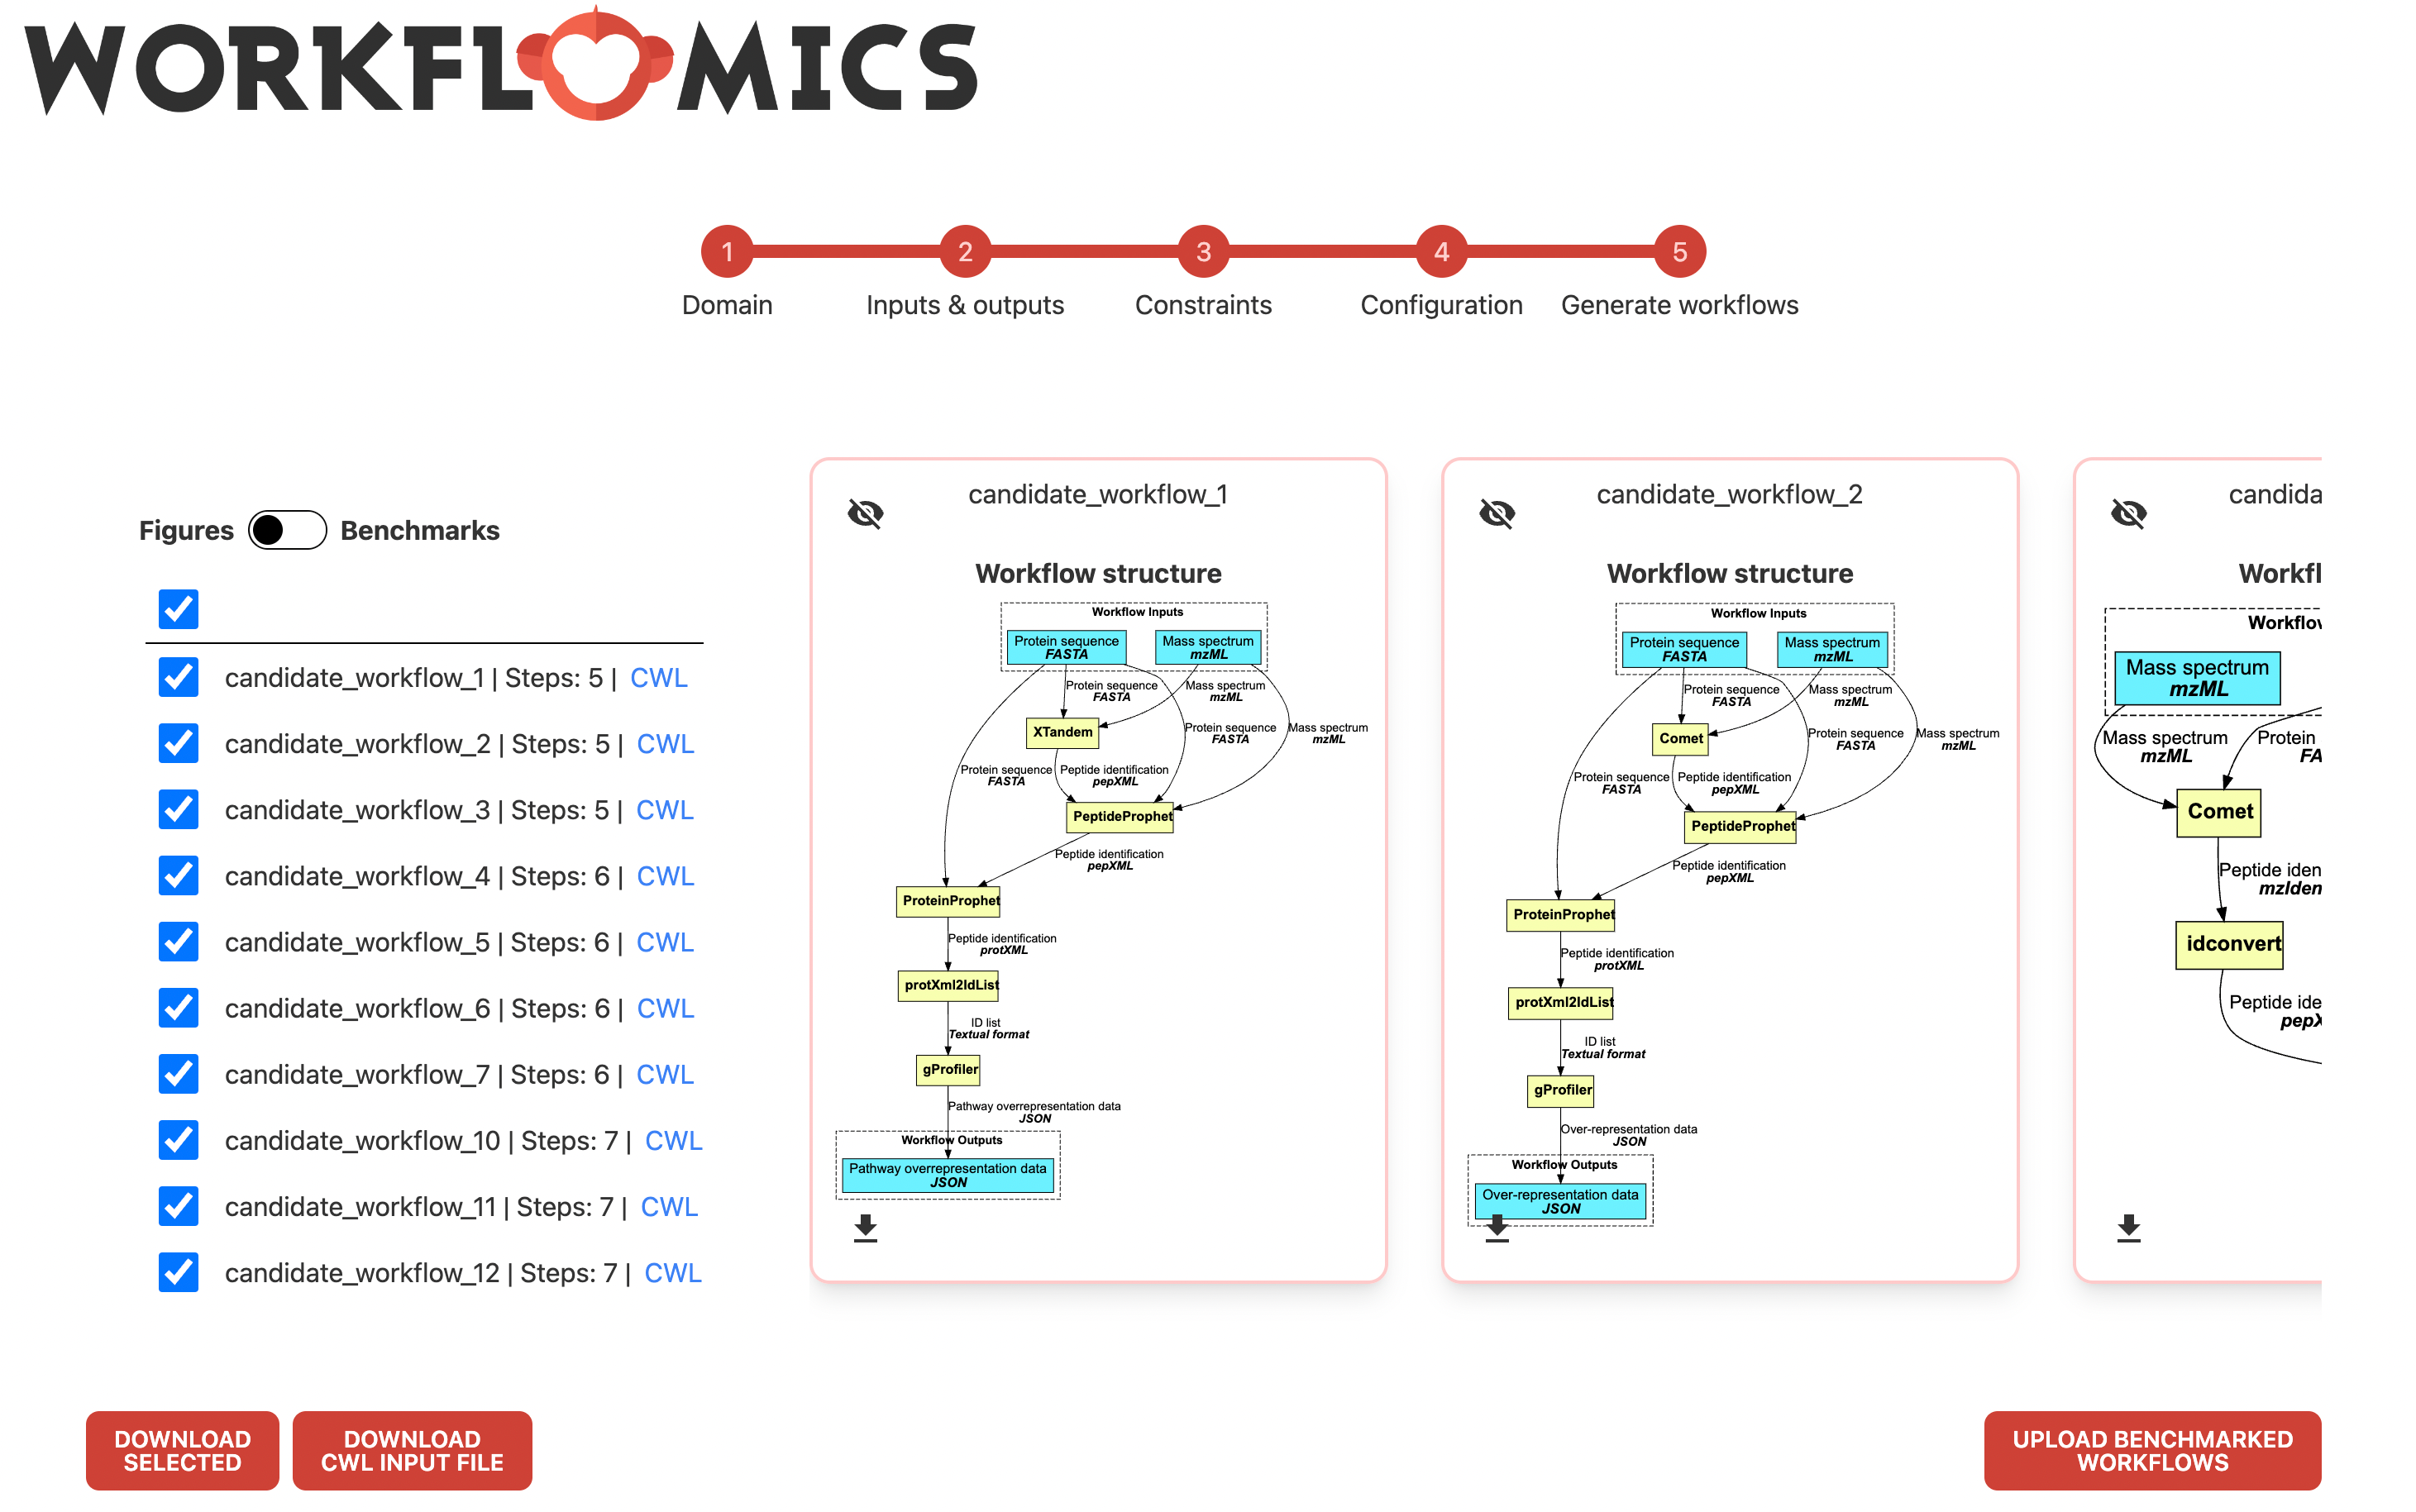 WORKFLOMICS
1
2
3
4
5
Domain
Inputs & outputs
Constraints
Configuration
Generate workflows
Figures
Benchmarks
candidate_workflow_1 | Steps: 5 | CWL
candidate_workflow_2 | Steps: 5 | CWL
candidate_workflow_3 | Steps: 5 | CWL
candidate_workflow_4 | Steps: 6 | CWL
candidate_workflow_5 | Steps: 6 | CWL
candidate_workflow_6 | Steps: 6 | CWL
candidate_workflow_7 | Steps: 6 | CWL
candidate_workflow_10 | Steps: 7 | CWL
candidate_workflow_11 | Steps: 7 | CWL
candidate_workflow_12 | Steps: 7 | CWL
candidate_workflow_1
Workflow structure
Workflow Inputs
Protein sequence
FASTA
Mass spectrum
mzML
Protein sequence
FASTA
Mass spectrum
mzML
XTandem
Protein sequence
FASTA
Mass spectrum
mzML
Protein sequence
FASTA
Peptide identification
pepXML
PeptideProphet
Peptide identification
pepXML
ProteinProphet
Peptide identification
protXML
protXml2IdList
ID list
Textual format
gProfiler
Pathway overrepresentation data
JSON
Workflow Outputs
Pathway overrepresentation data
JSON
candidate_workflow_2
Workflow structure
Workflow Inputs
Protein sequence
FASTA
Mass spectrum
mzML
Protein sequence
FASTA
Mass spectrum
mzML
Comet
Protein sequence
FASTA
Mass spectrum
mzML
Protein sequence
FASTA
Peptide identification
pepXML
PeptideProphet
Peptide identification
pepXML
ProteinProphet
Peptide identification
protXML
protXml2IdList
ID list
Textual format
gProfiler
Over-representation data
JSON
Workflow Outputs
Over-representation data
JSON
candida
Workfl
Workflov
Mass spectrum
mzML
Mass spectrum
mzML
Protein
FA
Comet
Peptide iden
mzIden
idconvert
Peptide ide
pepX
DOWNLOAD
SELECTED
DOWNLOAD
CWL INPUT FILE
UPLOAD BENCHMARKED
WORKFLOWS